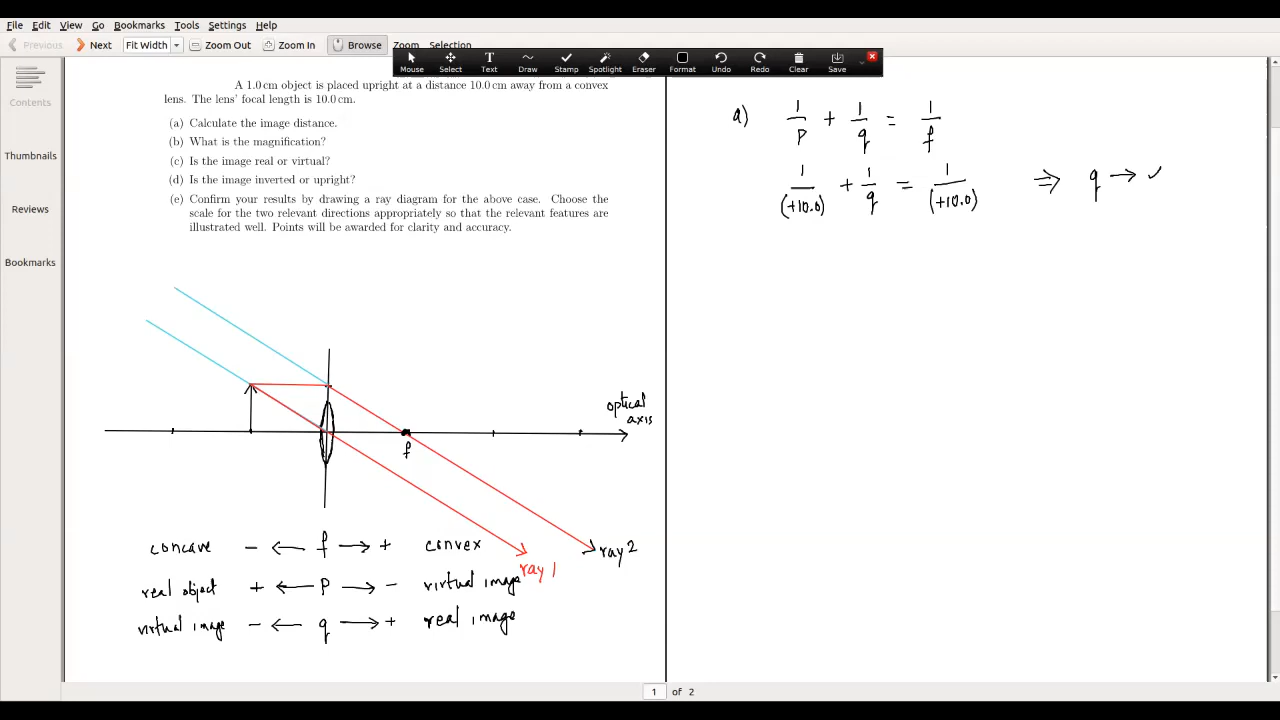 File Edit View Go Bookmarks Tools Settings Help
Previous Next Fit Width Zoom Out Zoom In Browse Zoom Selection
Mouse Select Text Draw Stamp Spotlight Eraser Format Undo Redo Clear Save
Contents
Thumbnails
Reviews
Bookmarks
A 1.0 cm object is placed upright at a distance 10.0 cm away from a convex
lens. The lens' focal length is 10.0 cm.
(a) Calculate the image distance.
(b) What is the magnification?
(c) Is the image real or virtual?
(d) Is the image inverted or upright?
(e) Confirm your results by drawing a ray diagram for the above case. Choose the
scale for the two relevant directions appropriately so that the relevant features are
illustrated well. Points will be awarded for clarity and accuracy.
optical
axis
f
ray 2
ray 1
concave - ← f → + convex
real object + ← p → - virtual image
virtual image - ← q → + real image
a) 1/p + 1/q = 1/f
1/(+10.0) + 1/q = 1/(+10.0) ⇒ q →
1 of 2